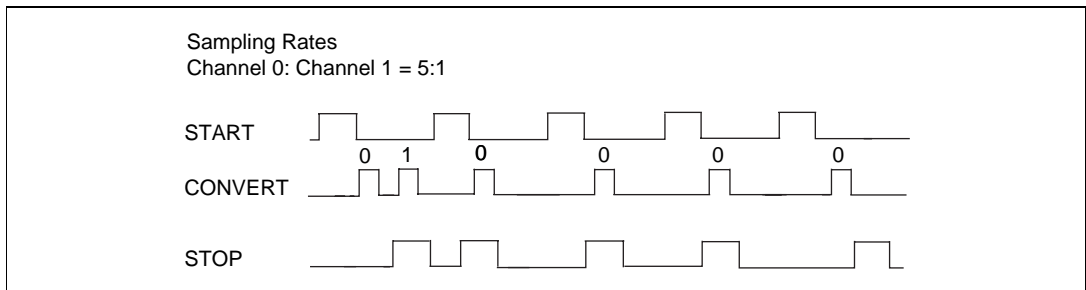 Sampling Rates
Channel 0: Channel 1 = 5:1
START
0 1 0 0 0 0
CONVERT
STOP